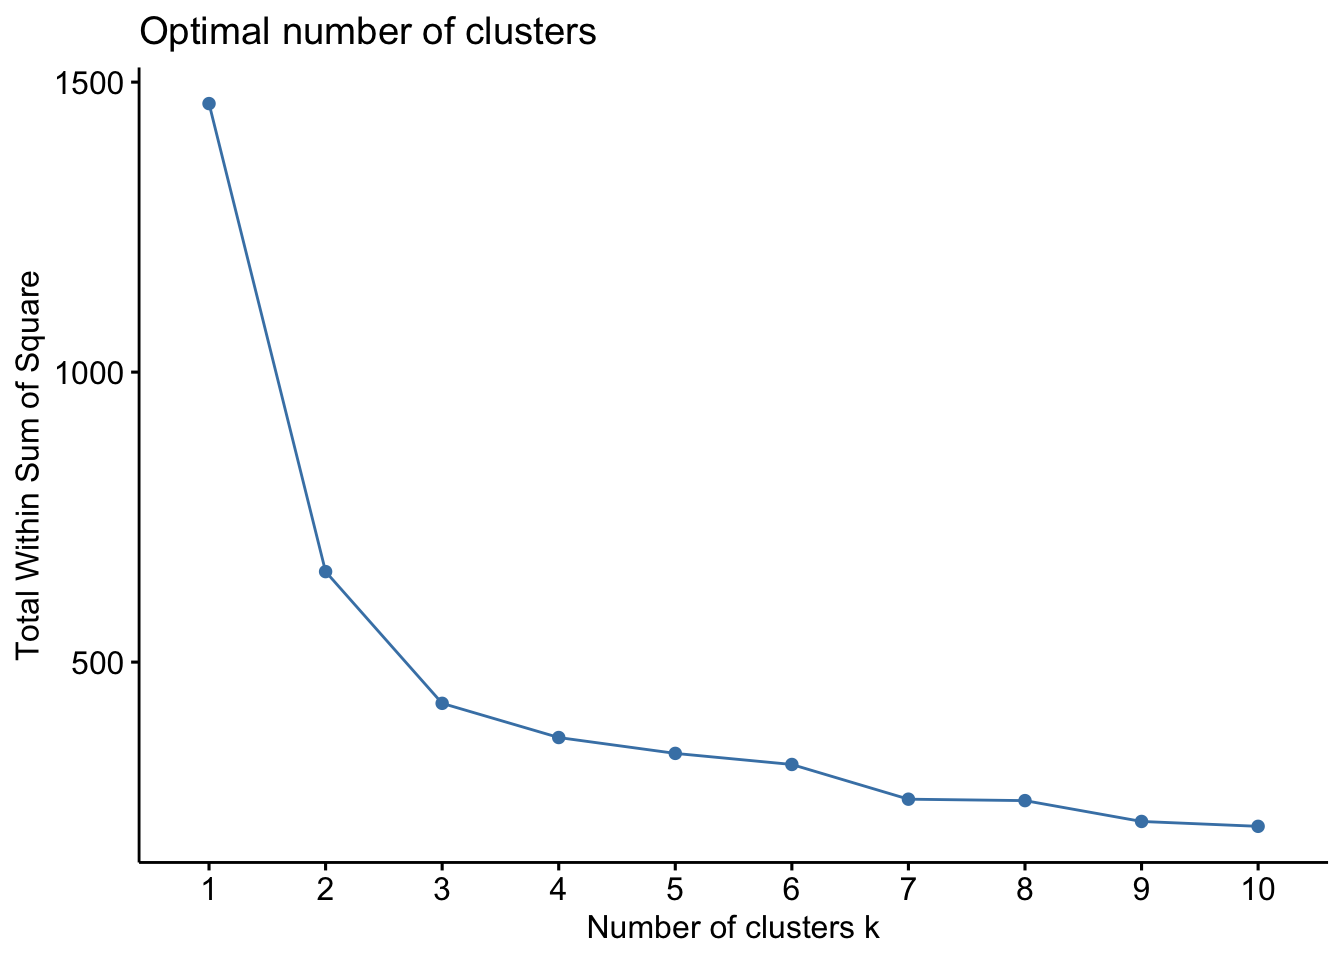 Optimal number of clusters
1500
1000
500
Total Within Sum of Square
1 2 3 4 5 6 7 8 9 10
Number of clusters k